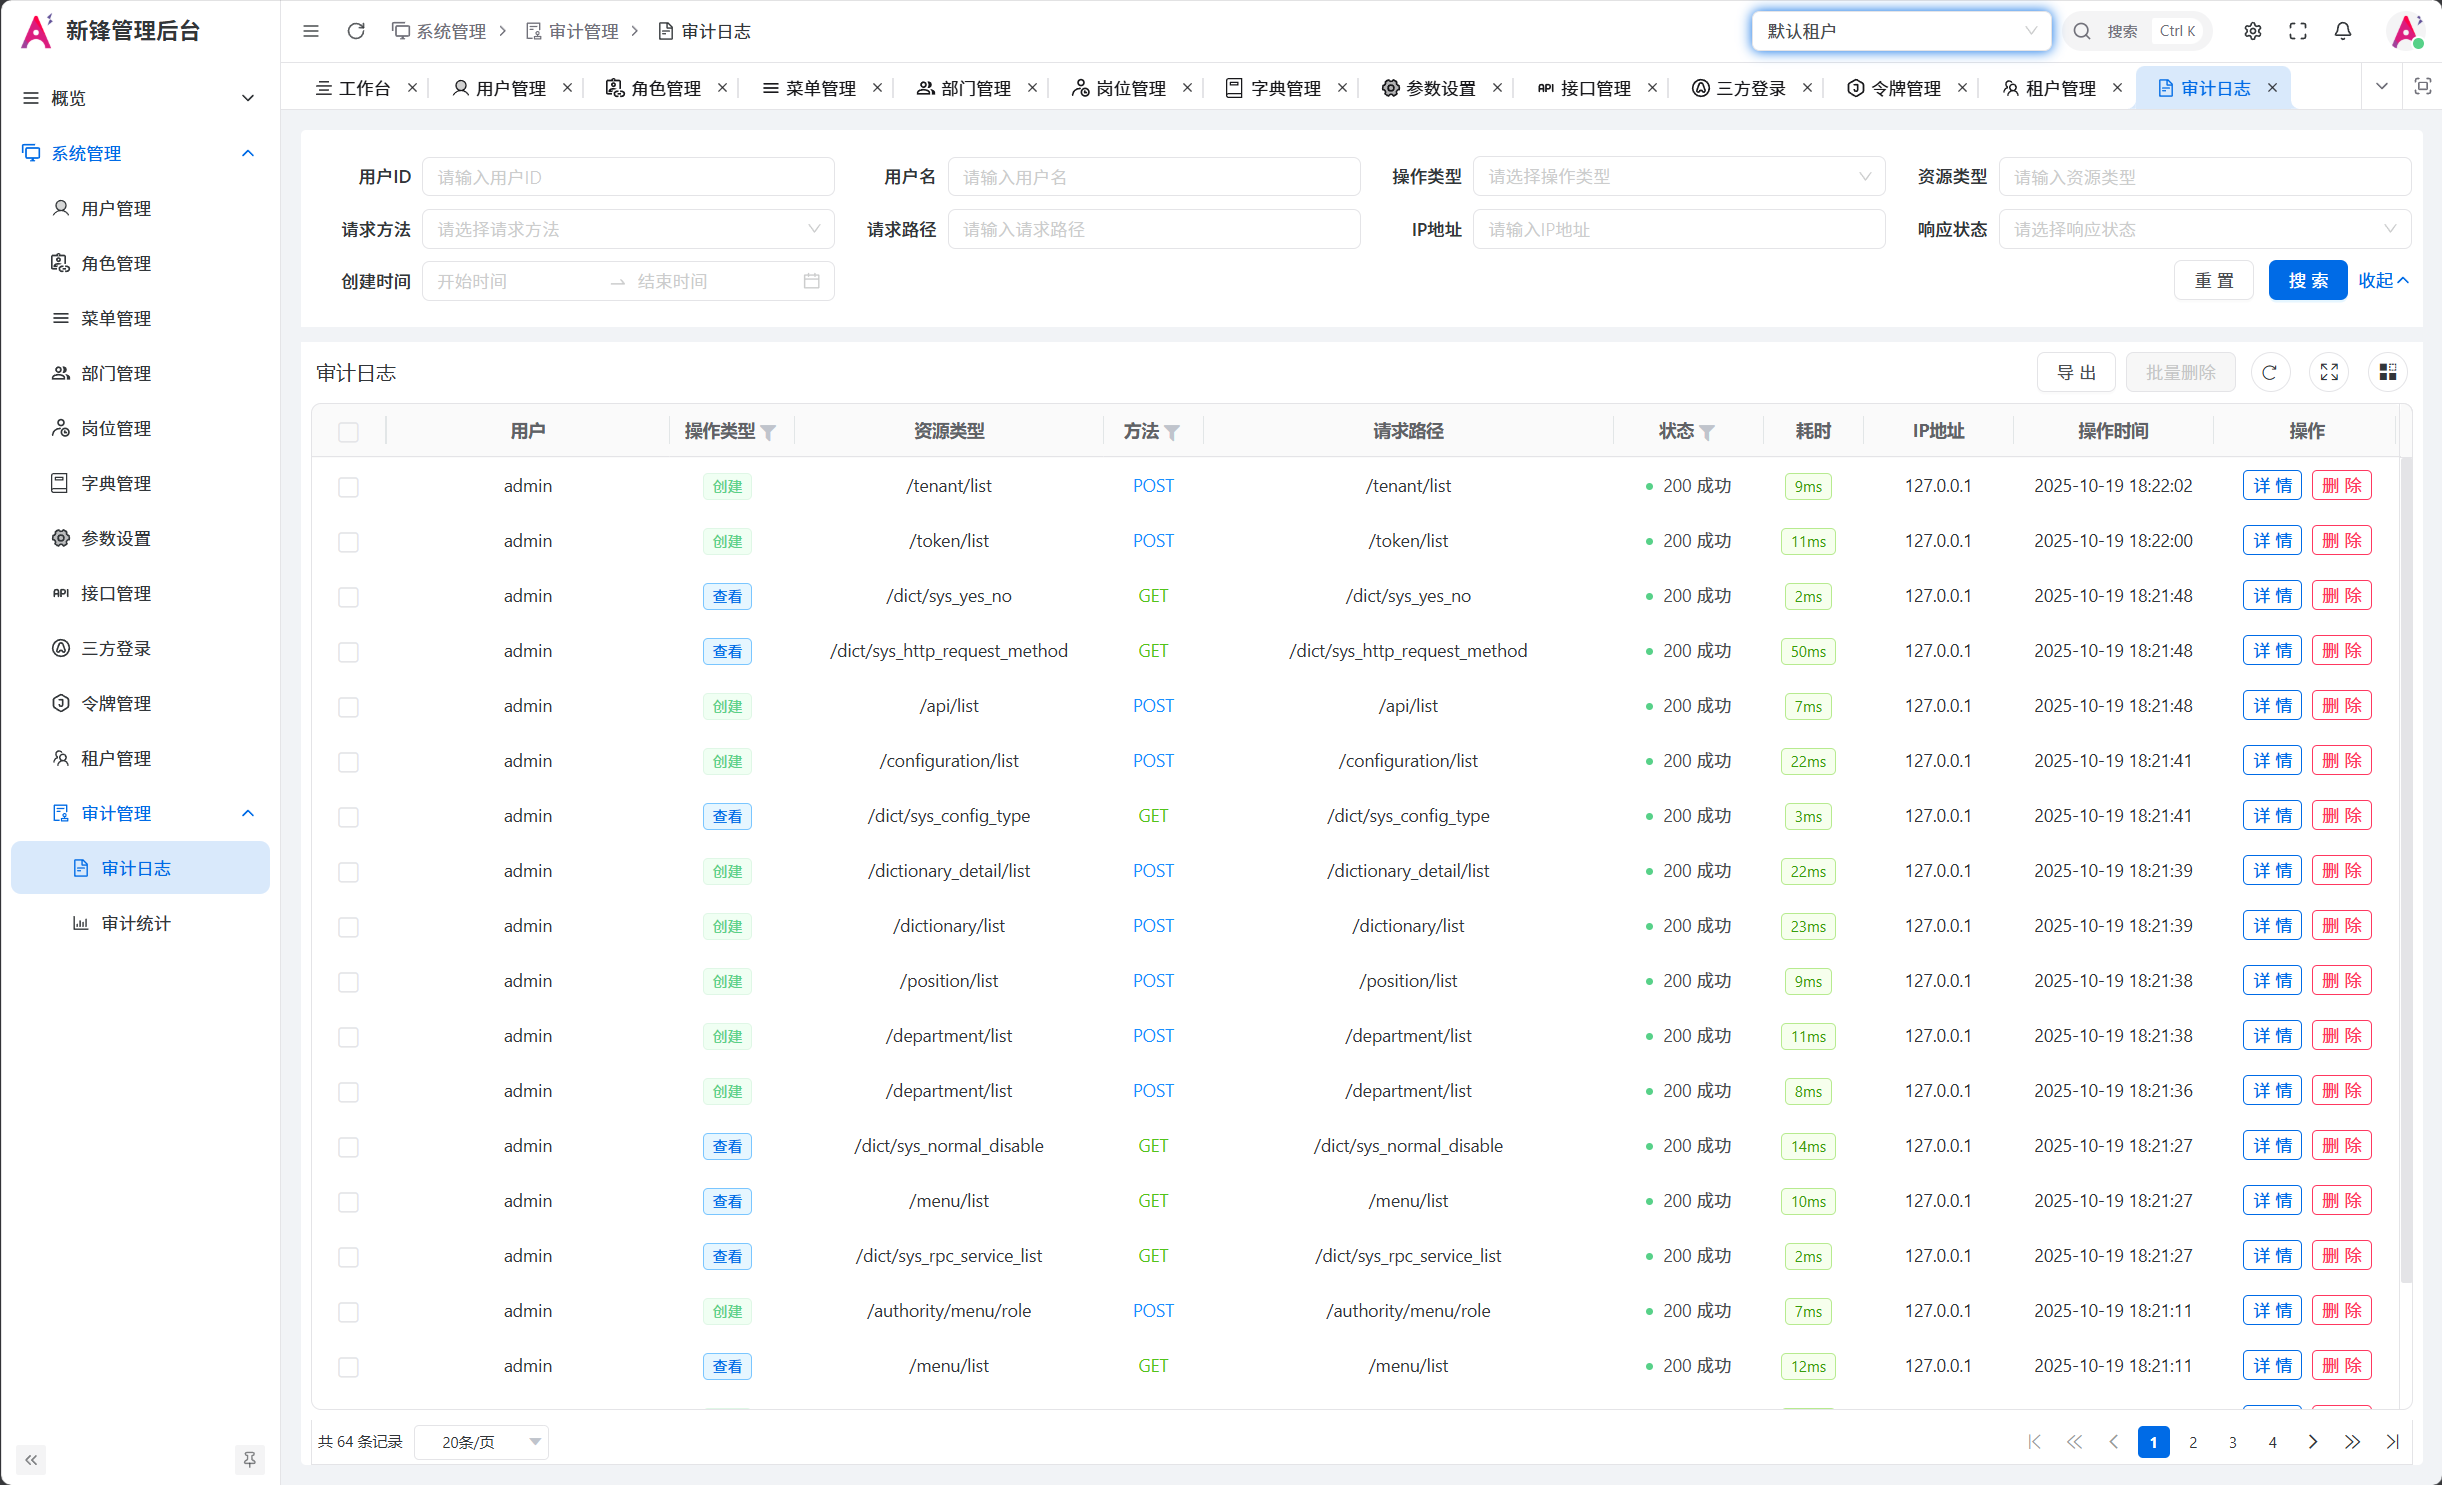 新锋管理后台
系统管理 审计管理 审计日志
默认租户
搜索 Ctrl K
概览
系统管理
用户管理
角色管理
菜单管理
部门管理
岗位管理
字典管理
参数设置
API 接口管理
三方登录
令牌管理
租户管理
审计管理
审计日志
审计统计
工作台 用户管理 角色管理 菜单管理 部门管理 岗位管理 字典管理 参数设置 API 接口管理 三方登录 令牌管理 租户管理 审计日志
用户ID 请输入用户ID 用户名 请输入用户名 操作类型 请选择操作类型 资源类型 请输入资源类型
请求方法 请选择请求方法 请求路径 请输入请求路径 IP地址 请输入IP地址 响应状态 请选择响应状态
创建时间 开始时间 → 结束时间 重 置 搜 索 收起
审计日志 导 出 批量删除
用户 操作类型 资源类型 方法 请求路径 状态 耗时 IP地址 操作时间 操作
admin 创建 /tenant/list POST /tenant/list 200 成功 9ms 127.0.0.1 2025-10-19 18:22:02 详 情 删 除
admin 创建 /token/list POST /token/list 200 成功 11ms 127.0.0.1 2025-10-19 18:22:00 详 情 删 除
admin 查看 /dict/sys_yes_no GET /dict/sys_yes_no 200 成功 2ms 127.0.0.1 2025-10-19 18:21:48 详 情 删 除
admin 查看 /dict/sys_http_request_method GET /dict/sys_http_request_method 200 成功 50ms 127.0.0.1 2025-10-19 18:21:48 详 情 删 除
admin 创建 /api/list POST /api/list 200 成功 7ms 127.0.0.1 2025-10-19 18:21:48 详 情 删 除
admin 创建 /configuration/list POST /configuration/list 200 成功 22ms 127.0.0.1 2025-10-19 18:21:41 详 情 删 除
admin 查看 /dict/sys_config_type GET /dict/sys_config_type 200 成功 3ms 127.0.0.1 2025-10-19 18:21:41 详 情 删 除
admin 创建 /dictionary_detail/list POST /dictionary_detail/list 200 成功 22ms 127.0.0.1 2025-10-19 18:21:39 详 情 删 除
admin 创建 /dictionary/list POST /dictionary/list 200 成功 23ms 127.0.0.1 2025-10-19 18:21:39 详 情 删 除
admin 创建 /position/list POST /position/list 200 成功 9ms 127.0.0.1 2025-10-19 18:21:38 详 情 删 除
admin 创建 /department/list POST /department/list 200 成功 11ms 127.0.0.1 2025-10-19 18:21:38 详 情 删 除
admin 创建 /department/list POST /department/list 200 成功 8ms 127.0.0.1 2025-10-19 18:21:36 详 情 删 除
admin 查看 /dict/sys_normal_disable GET /dict/sys_normal_disable 200 成功 14ms 127.0.0.1 2025-10-19 18:21:27 详 情 删 除
admin 查看 /menu/list GET /menu/list 200 成功 10ms 127.0.0.1 2025-10-19 18:21:27 详 情 删 除
admin 查看 /dict/sys_rpc_service_list GET /dict/sys_rpc_service_list 200 成功 2ms 127.0.0.1 2025-10-19 18:21:27 详 情 删 除
admin 创建 /authority/menu/role POST /authority/menu/role 200 成功 7ms 127.0.0.1 2025-10-19 18:21:11 详 情 删 除
admin 查看 /menu/list GET /menu/list 200 成功 12ms 127.0.0.1 2025-10-19 18:21:11 详 情 删 除
共 64 条记录 20条/页 1 2 3 4